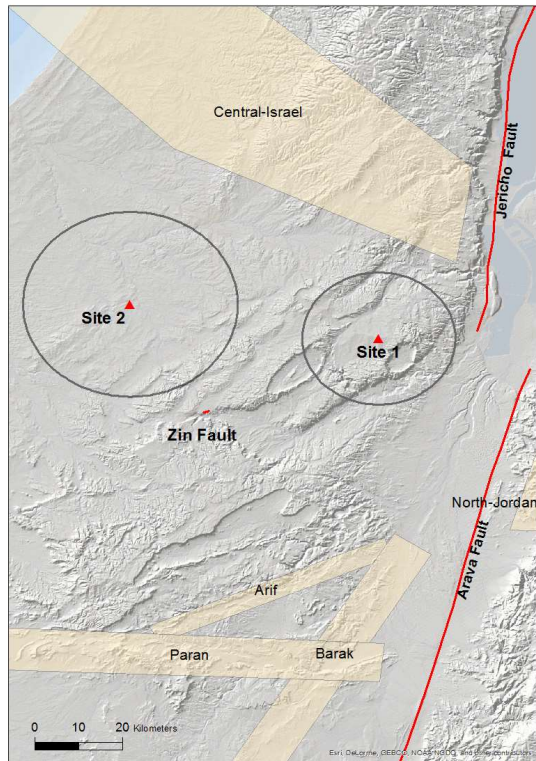 Central-Israel
Jericho Fault
Site 2
Site 1
Zin Fault
North-Jordan
Arava Fault
Arif
Paran
Barak
0 10 20 Kilometers
Esri, DeLorme, GEBCO, NOAA NGDC, and other contributors